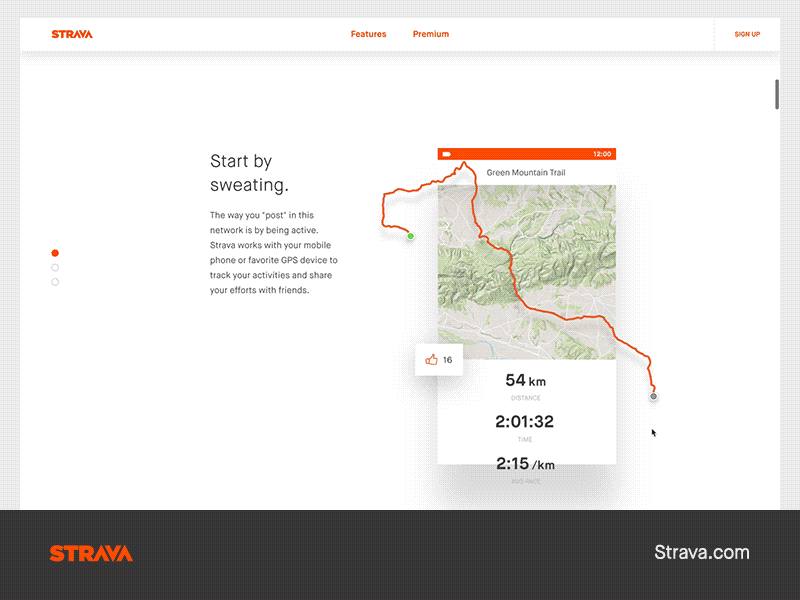 STRAVA
Features
Premium
SIGN UP
Start by
sweating.
The way you "post" in this
network is by being active.
Strava works with your mobile
phone or favorite GPS device to
track your activities and share
your efforts with friends.
12:00
Green Mountain Trail
16
54 km
DISTANCE
2:01:32
TIME
2:15 /km
AVG PACE
STRAVA
Strava.com